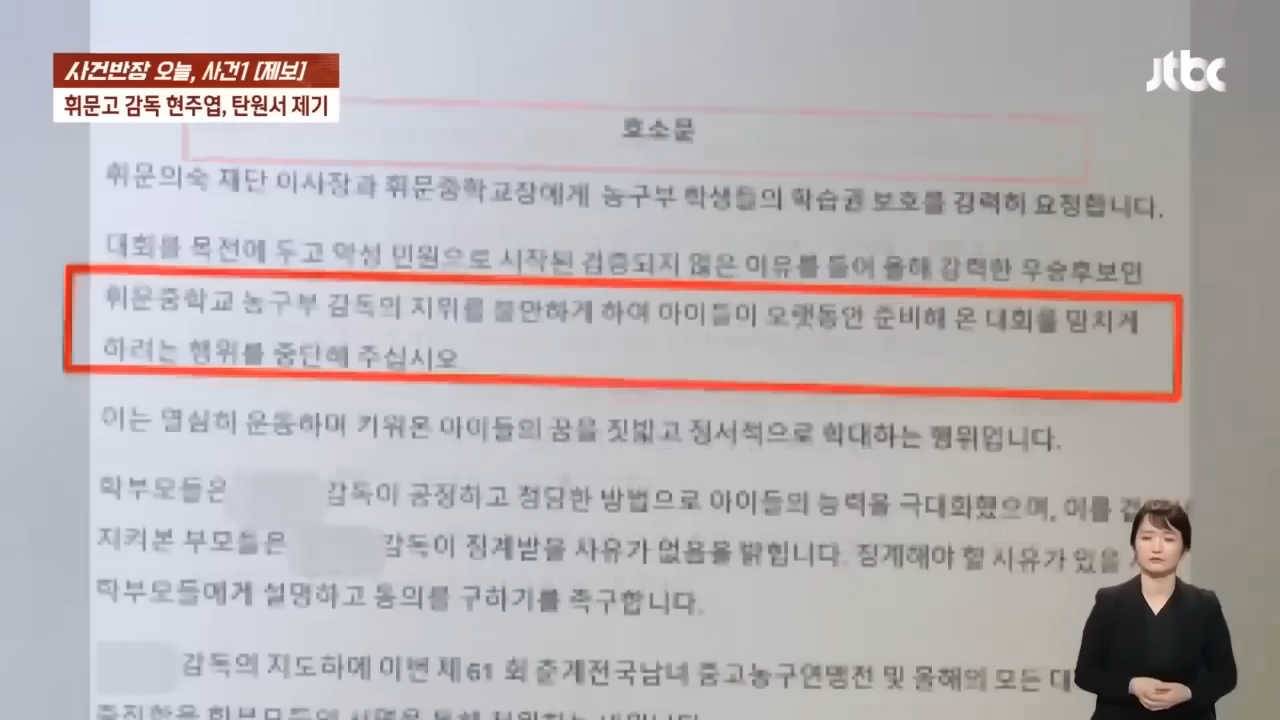 사건반장 오늘, 사건1 [제보]
휘문고 감독 현주엽, 탄원서 제기
jtbc
호소문
휘문의숙 재단 이사장과 휘문중학교장에게 농구부 학생들의 학습권 보호를 강력히 요청합니다.
대회를 목전에 두고 악성 민원으로 시작된 검증되지 않은 이유를 들어 올해 강력한 우승후보인
휘문중학교 농구부 감독의 지위를 불안하게 하여 아이들이 오랫동안 준비해 온 대회를 망치게
하려는 행위를 중단해 주십시오
이는 열심히 운동하며 키워온 아이들의 꿈을 짓밟고 정서적으로 학대하는 행위입니다.
학부모들은 감독이 공정하고 정당한 방법으로 아이들의 능력을 극대화했으며, 이를
지켜본 부모들은 감독이 징계받을 사유가 없음을 밝힙니다. 징계해야 할 사유가 있을
학부모들에게 설명하고 동의를 구하기를 촉구합니다.
감독의 지도하에 이번 제61 회 춘계전국남녀 중고농구연맹전 및 올해의 모든